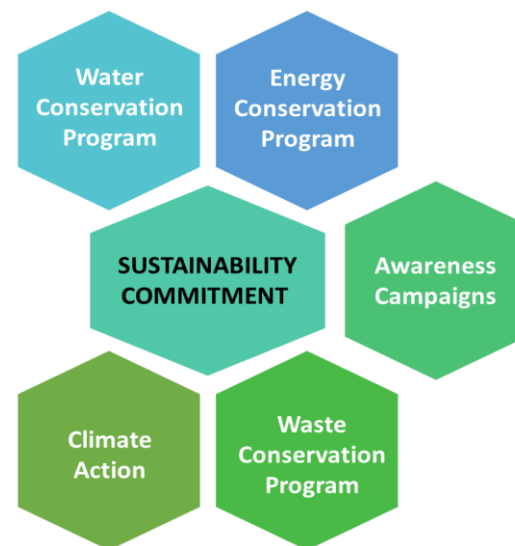 Water
Conservation
Program
Energy
Conservation
Program
SUSTAINABILITY
COMMITMENT
Awareness
Campaigns
Climate
Action
Waste
Conservation
Program